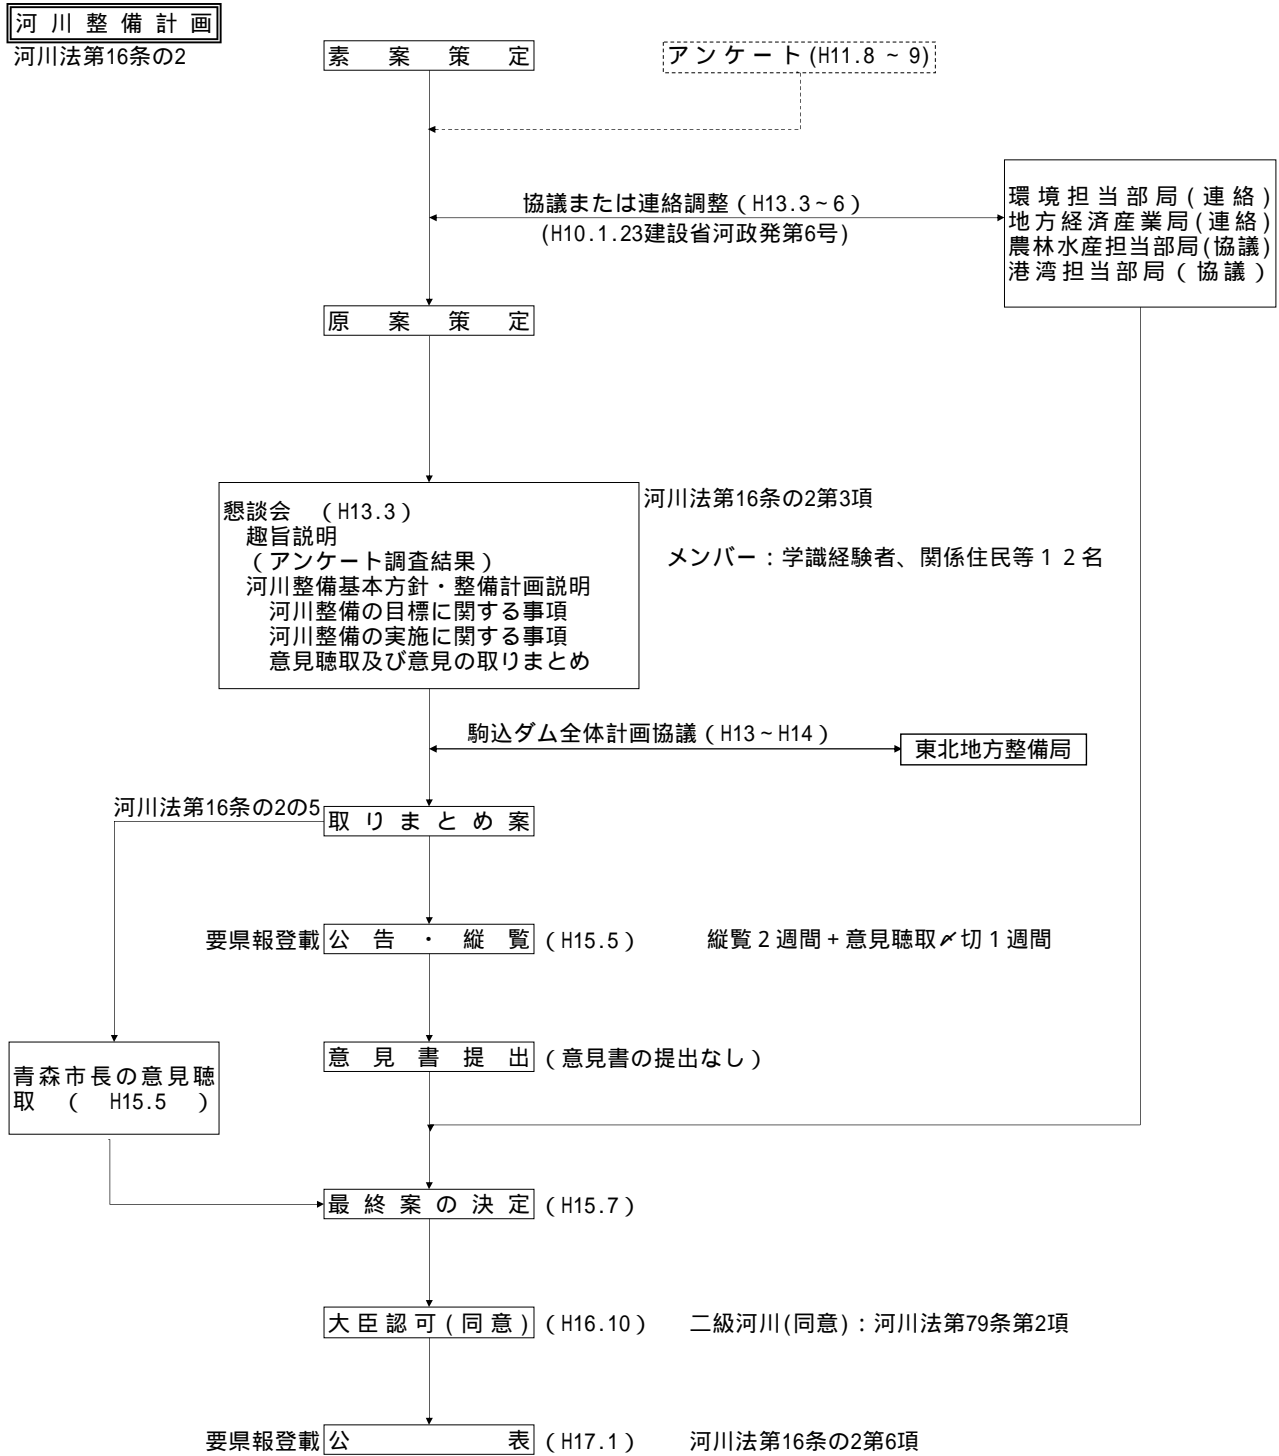 河川整備計画
河川法第16条の2
素案策定
アンケート(H11.8 ~ 9)
協議または連絡調整（H13.3~6）
(H10.1.23建設省河政発第6号)
環境担当部局(連絡)
地方経済産業局(連絡)
農林水産担当部局(協議)
港湾担当部局（協議）
原案策定
懇談会　（H13.3）
趣旨説明
（アンケート調査結果）
河川整備基本方針・整備計画説明
河川整備の目標に関する事項
河川整備の実施に関する事項
意見聴取及び意見の取りまとめ
河川法第16条の2第3項
メンバー：学識経験者、関係住民等１２名
駒込ダム全体計画協議（H13~H14）
東北地方整備局
河川法第16条の2の5
取りまとめ案
要県報登載 公告・縦覧（H15.5）
縦覧２週間+意見聴取〆切１週間
意見書提出（意見書の提出なし）
青森市長の意見聴
取（　H15.5　）
最終案の決定（H15.7）
大臣認可(同意)（H16.10）
二級河川(同意)：河川法第79条第2項
要県報登載 公表（H17.1）
河川法第16条の2第6項